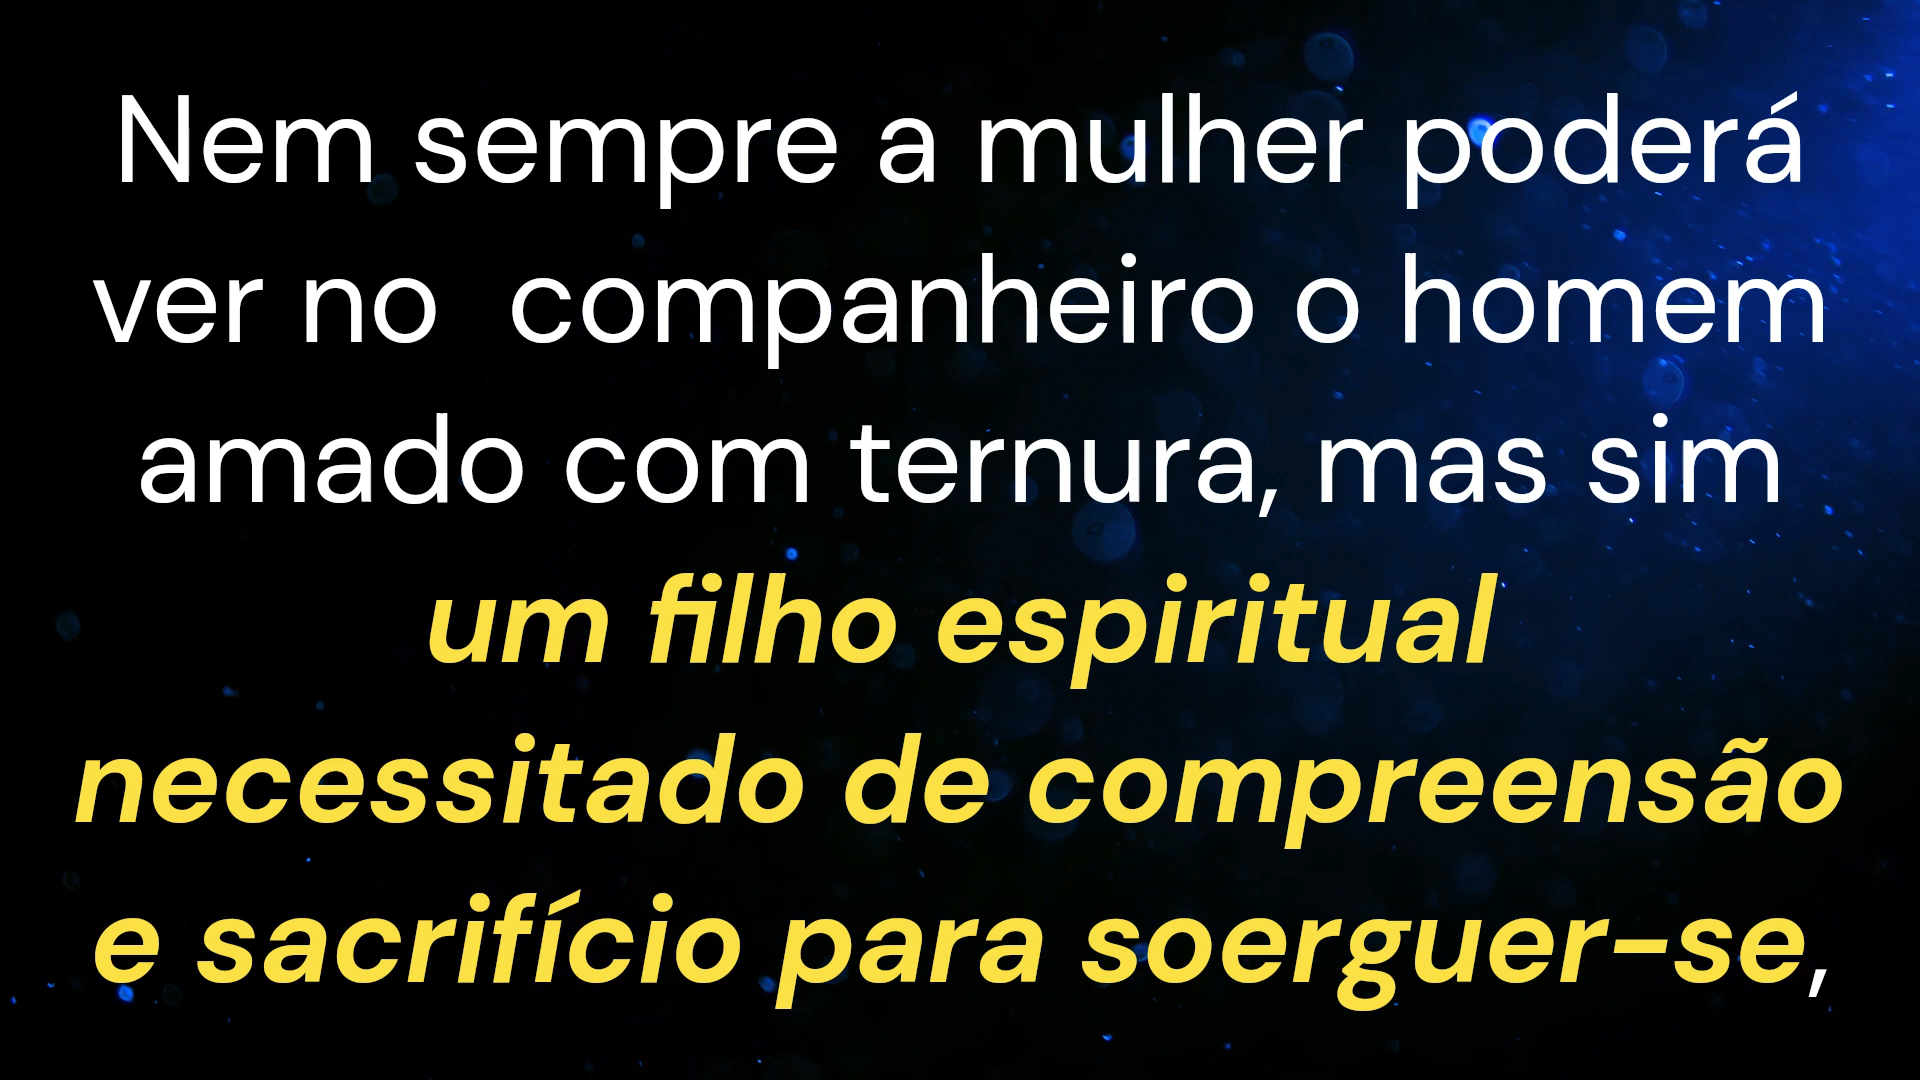 Nem sempre a mulher poderá
ver no  companheiro o homem
amado com ternura, mas sim
um filho espiritual
necessitado de compreensão
e sacrifício para soerguer-se,